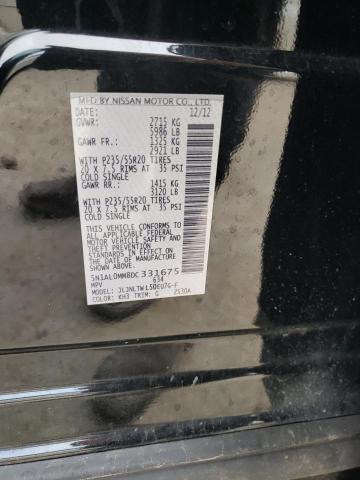 MFD BY NISSAN MOTOR CO., LTD.
DATE: 12/12
GVWR: 2715 KG
5986 LB
GAWR FR.: 1325 KG
2921 LB
WITH P235/55R20 TIRES
20 X 7.5 RIMS AT 35 PSI
COLD SINGLE
GAWR RR.: 1415 KG
3120 LB
WITH P235/55R20 TIRES
20 X 7.5 RIMS AT 35 PSI
COLD SINGLE
THIS VEHICLE CONFORMS TO
ALL APPLICABLE FEDERAL
MOTOR VEHICLE SAFETY
AND THEFT PREVENTION
STANDARDS IN EFFECT ON
THE DATE OF MANUFACTURE
SHOWN ABOVE.
5N1AL0MM8DC331675
MPV 634
MODEL: JLJNLTWL50EU7G-F
COLOR: KH3 TRIM: G 2530A